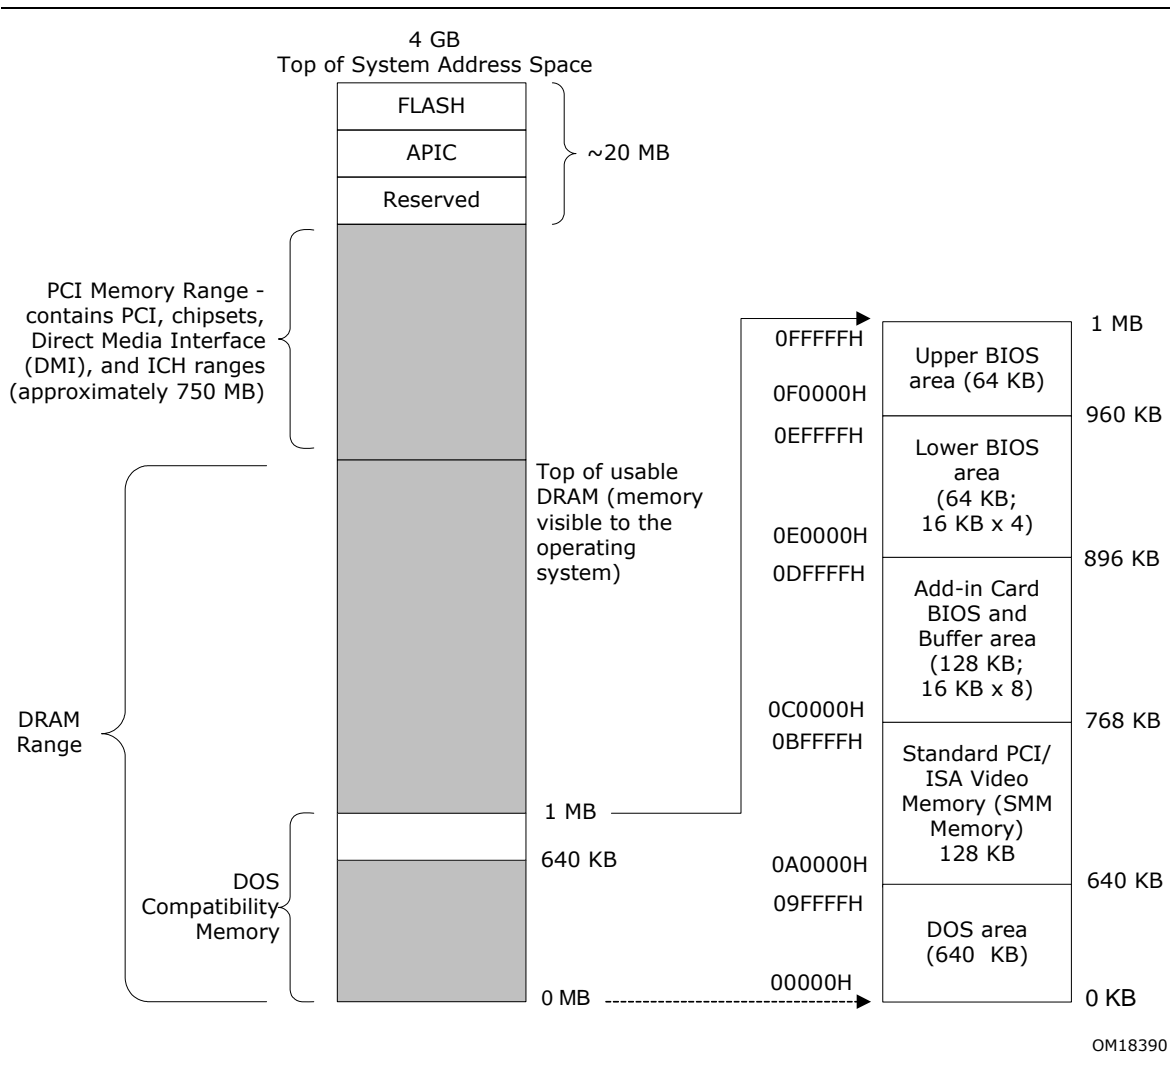 4 GB
Top of System Address Space
FLASH
APIC
~20 MB
Reserved
PCI Memory Range -
contains PCI, chipsets,
Direct Media Interface
(DMI), and ICH ranges
(approximately 750 MB)
Top of usable
DRAM (memory
visible to the
operating
system)
DRAM
Range
1 MB
640 KB
DOS
Compatibility
Memory
0 MB
0FFFFFH
1 MB
Upper BIOS
area (64 KB)
0F0000H
960 KB
0EFFFFH
Lower BIOS
area
(64 KB;
16 KB x 4)
0E0000H
896 KB
0DFFFFH
Add-in Card
BIOS and
Buffer area
(128 KB;
16 KB x 8)
0C0000H
768 KB
0BFFFFH
Standard PCI/
ISA Video
Memory (SMM
Memory)
128 KB
0A0000H
640 KB
09FFFFH
DOS area
(640 KB)
00000H
0 KB
OM18390